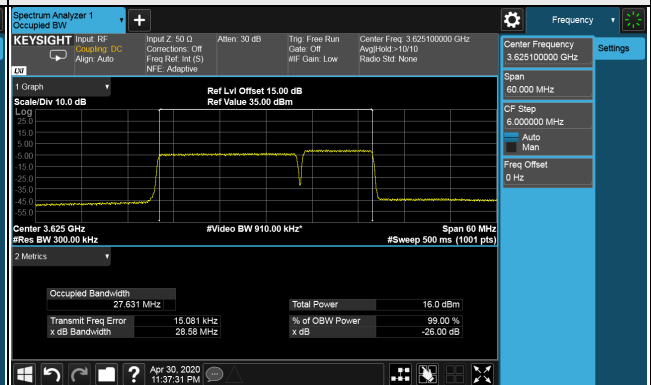 Spectrum Analyzer 1
Occupied BW
+
Frequency
KEYSIGHT
Input: RF
Coupling: DC
Align: Auto
Input Z: 50 Ω
Corrections: Off
Freq Ref: Int (S)
NFE: Adaptive
Atten: 30 dB
Trig: Free Run
Gate: Off
#IF Gain: Low
Center Freq: 3.625100000 GHz
Avg|Hold:>10/10
Radio Std: None
LXI
Center Frequency
3.625100000 GHz
Settings
Span
60.000 MHz
CF Step
6.000000 MHz
Auto
Man
Freq Offset
0 Hz
1 Graph
Scale/Div 10.0 dB
Ref Lvl Offset 15.00 dB
Ref Value 35.00 dBm
Log
25.0
15.0
5.00
-5.00
-15.0
-25.0
-35.0
-45.0
-55.0
Center 3.625 GHz
#Res BW 300.00 kHz
#Video BW 910.00 kHz*
Span 60 MHz
#Sweep 500 ms (1001 pts)
2 Metrics
Occupied Bandwidth
27.631 MHz
Transmit Freq Error 15.081 kHz
x dB Bandwidth 28.58 MHz
Total Power 16.0 dBm
% of OBW Power 99.00 %
x dB -26.00 dB
?
Apr 30, 2020
11:37:31 PM